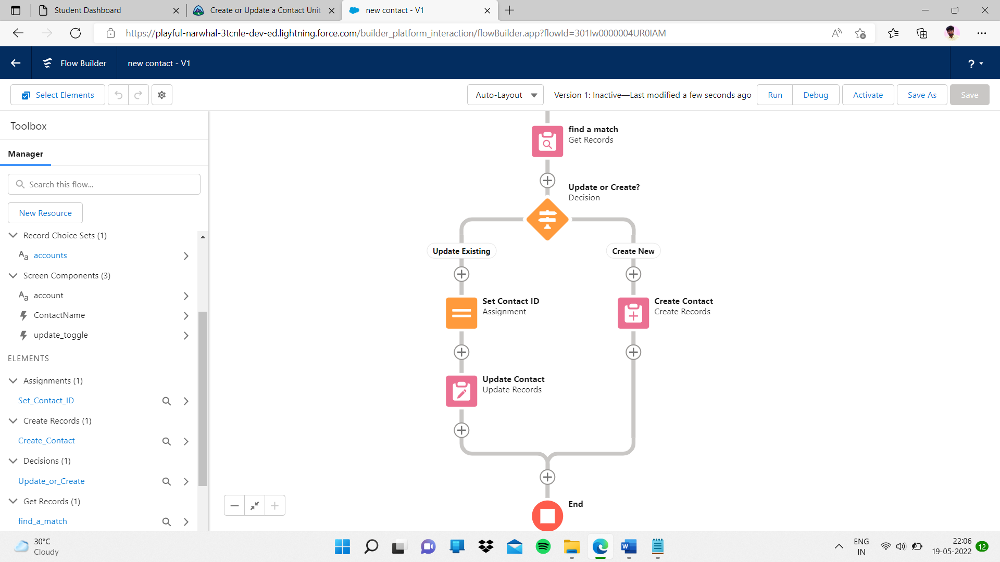 Student Dashboard
Create or Update a Contact Unit
new contact - V1
https://playful-narwhal-3tcnle-dev-ed.lightning.force.com/builder_platform_interaction/flowBuilder.app?flowId=301Iw0000004UR0IAM
Flow Builder
new contact - V1
?
Select Elements
Auto-Layout
Version 1: Inactive—Last modified a few seconds ago
Run
Debug
Activate
Save As
Save
Toolbox
Manager
Search this flow...
New Resource
Record Choice Sets (1)
Aa accounts
Screen Components (3)
Aa account
ContactName
update_toggle
ELEMENTS
Assignments (1)
Set_Contact_ID
Create Records (1)
Create_Contact
Decisions (1)
Update_or_Create
Get Records (1)
find_a_match
find a match
Get Records
Update or Create?
Decision
Update Existing
Create New
Set Contact ID
Assignment
Create Contact
Create Records
Update Contact
Update Records
End
30°C
Cloudy
W
ENG
IN
22:06
19-05-2022
12